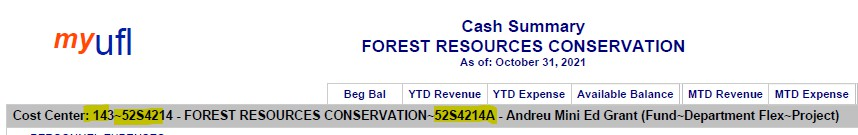 myufl
Cash Summary
FOREST RESOURCES CONSERVATION
As of: October 31, 2021
Beg Bal YTD Revenue YTD Expense Available Balance MTD Revenue MTD Expense
Cost Center: 143~52S4214 - FOREST RESOURCES CONSERVATION~52S4214A - Andreu Mini Ed Grant (Fund~Department Flex~Project)